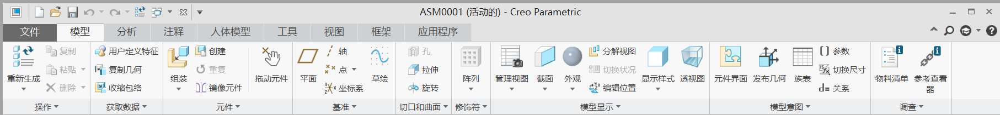 ASM0001 (活动的) - Creo Parametric
文件 模型 分析 注释 人体模型 工具 视图 框架 应用程序
重新生成
复制
粘贴
删除
操作
用户定义特征
复制几何
收缩包络
获取数据
组装
创建
重复
镜像元件
拖动元件
元件
平面
轴
点
坐标系
草绘
基准
孔
拉伸
旋转
切口和曲面
阵列
修饰符
管理视图
截面
外观
分解视图
切换状况
编辑位置
显示样式
透视图
模型显示
元件界面
发布几何
族表
参数
切换尺寸
d= 关系
模型意图
物料清单
参考查看
器
调查